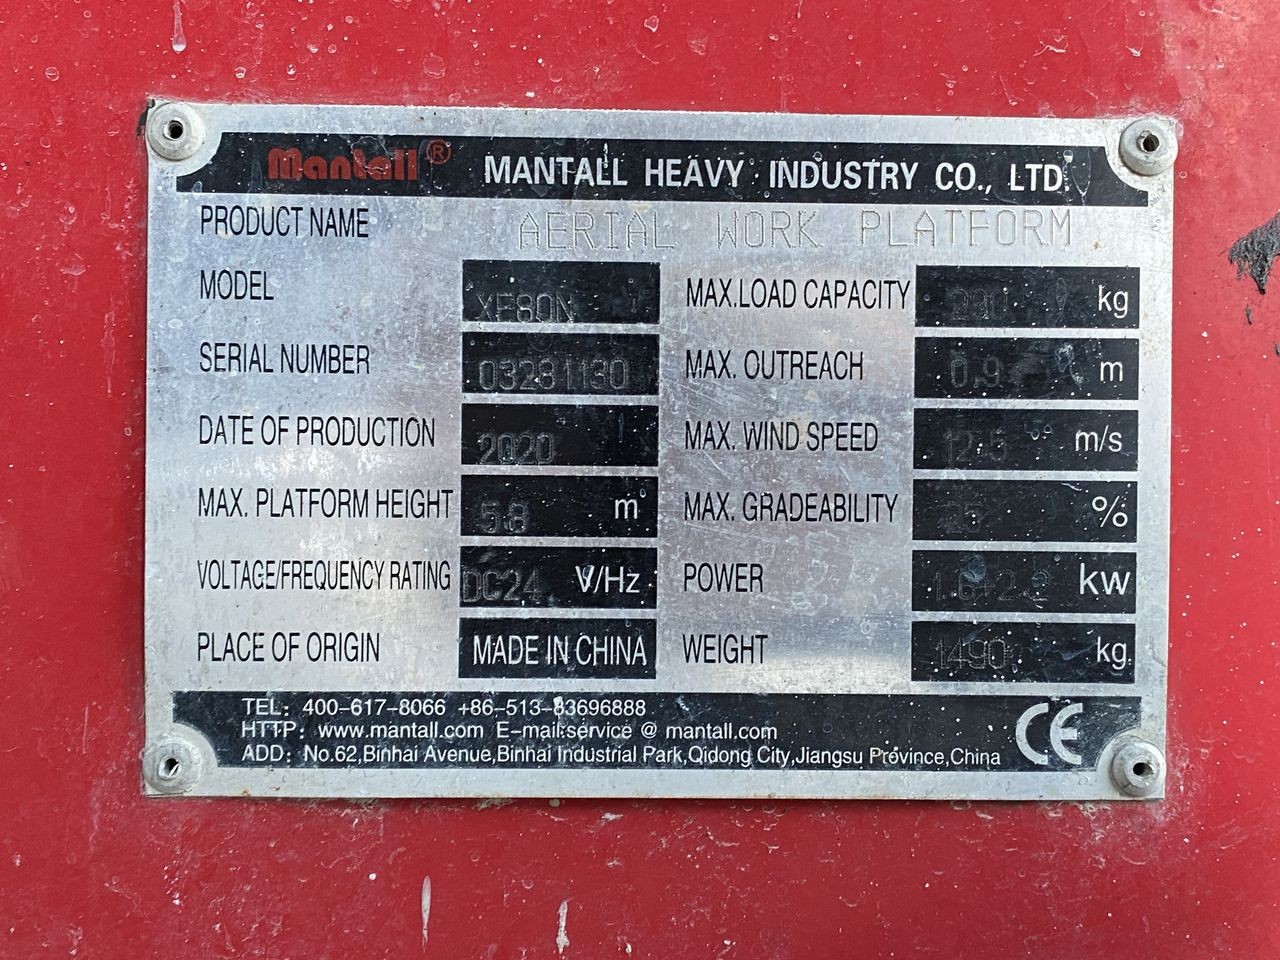 Mantall® MANTALL HEAVY INDUSTRY CO., LTD.
PRODUCT NAME AERIAL WORK PLATFORM
MODEL XE80N MAX.LOAD CAPACITY kg
SERIAL NUMBER 03281130 MAX. OUTREACH 0.9 m
DATE OF PRODUCTION 2020 MAX. WIND SPEED 12.5 m/s
MAX. PLATFORM HEIGHT 5.8 m MAX. GRADEABILITY 25 %
VOLTAGE/FREQUENCY RATING DC24 V/Hz POWER kw
PLACE OF ORIGIN MADE IN CHINA WEIGHT 1490 kg
TEL: 400-617-8066 +86-513-83696888
HTTP: www.mantall.com E-mail:service @ mantall.com
ADD: No.62,Binhai Avenue,Binhai Industrial Park,Qidong City,Jiangsu Province,China
CE